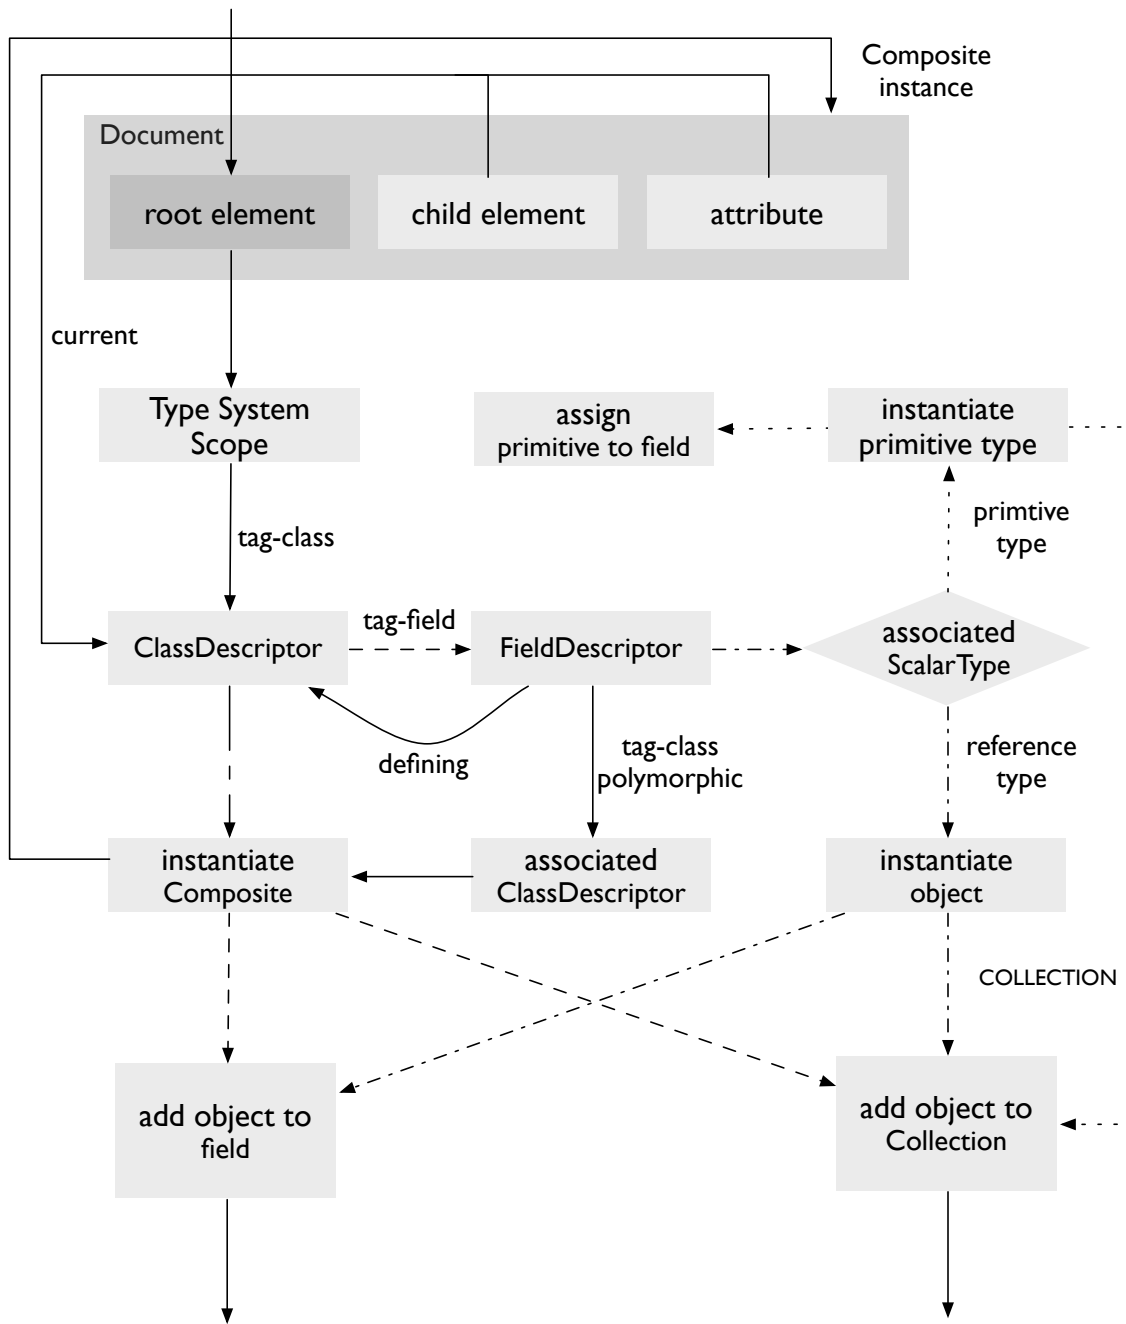 Composite
instance
Document
root element
child element
attribute
current
Type System
Scope
assign
primitive to field
instantiate
primitive type
tag-class
primtive
type
ClassDescriptor
tag-field
FieldDescriptor
associated
ScalarType
defining
tag-class
polymorphic
reference
type
instantiate
Composite
associated
ClassDescriptor
instantiate
object
COLLECTION
add object to
field
add object to
Collection